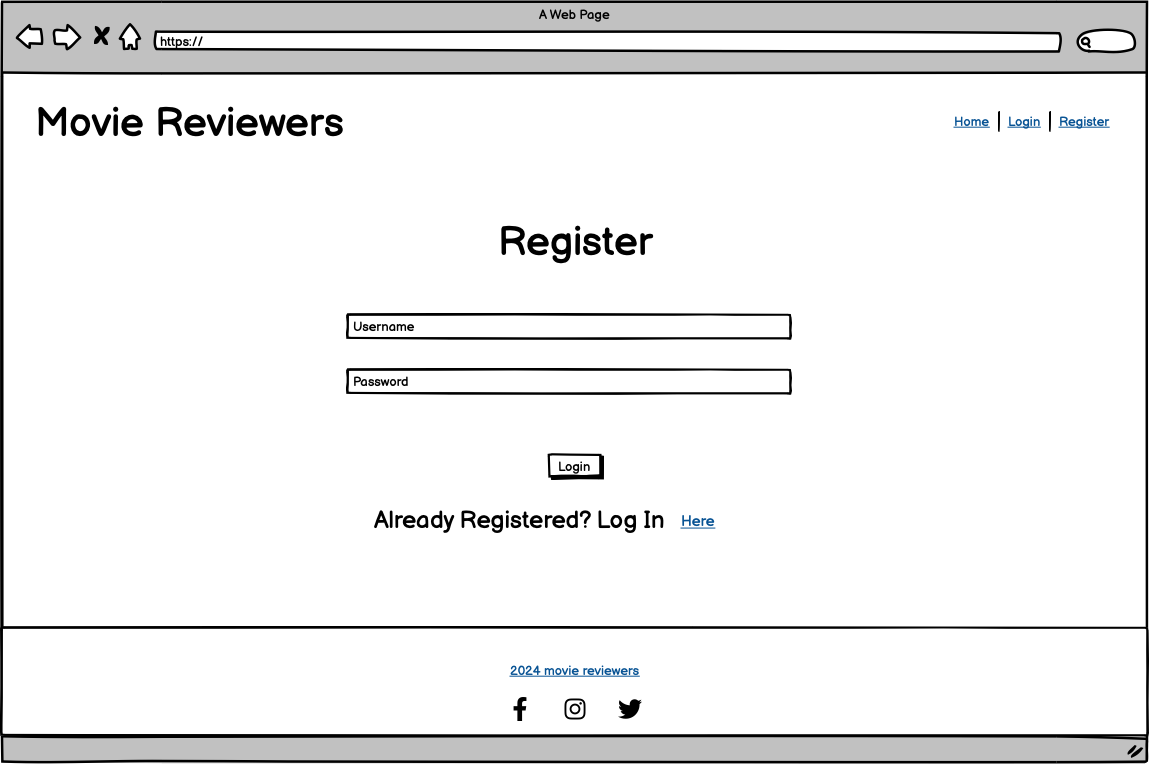 A Web Page
https://
Movie Reviewers
Home Login Register
Register
Username
Password
Login
Already Registered? Log In Here
2024 movie reviewers